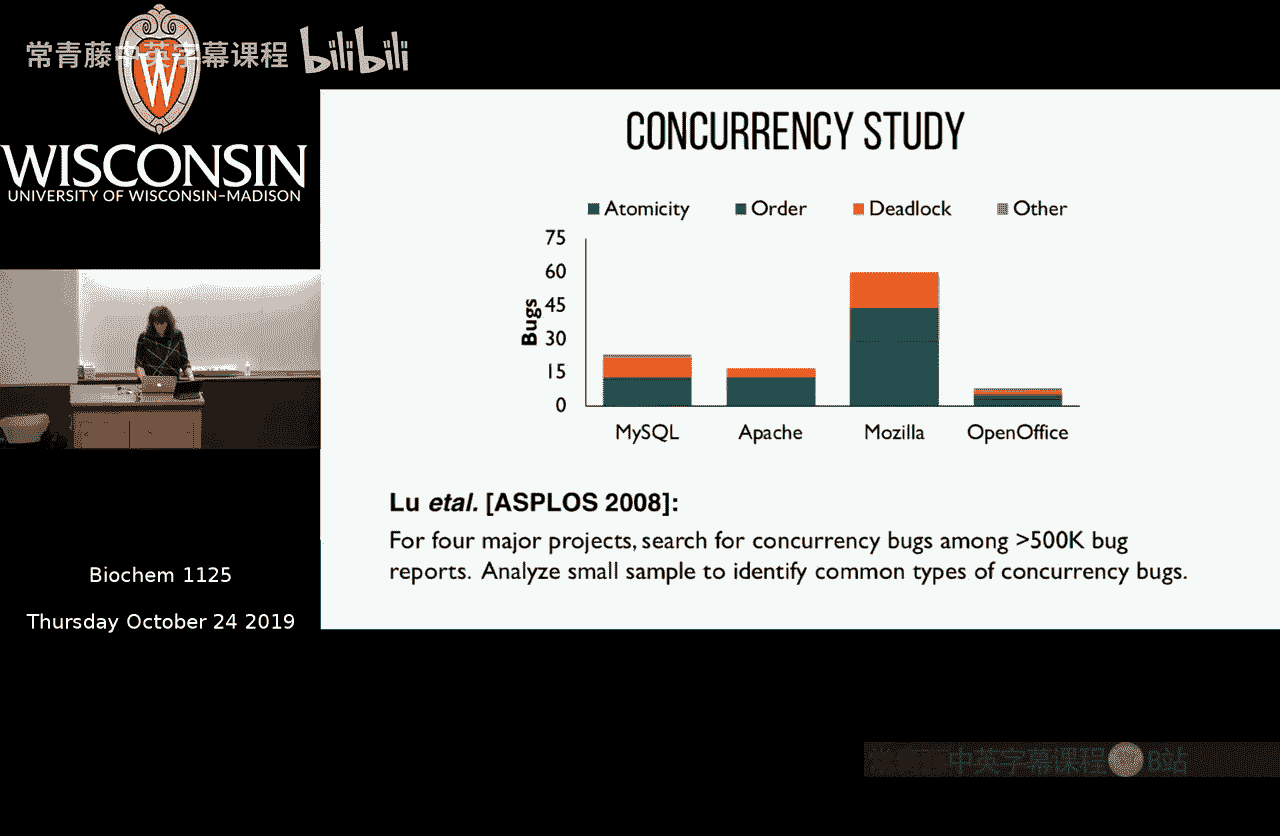 常青藤中英字幕课程 bilibili
W
WISCONSIN
UNIVERSITY OF WISCONSIN-MADISON
CONCURRENCY STUDY
Atomicity Order Deadlock Other
75
60
45
30
15
0
Bugs
MySQL Apache Mozilla OpenOffice
Lu etal. [ASPLOS 2008]:
For four major projects, search for concurrency bugs among >500K bug
reports. Analyze small sample to identify common types of concurrency bugs.
Biochem 1125
Thursday October 24 2019
中英字幕课程 B站